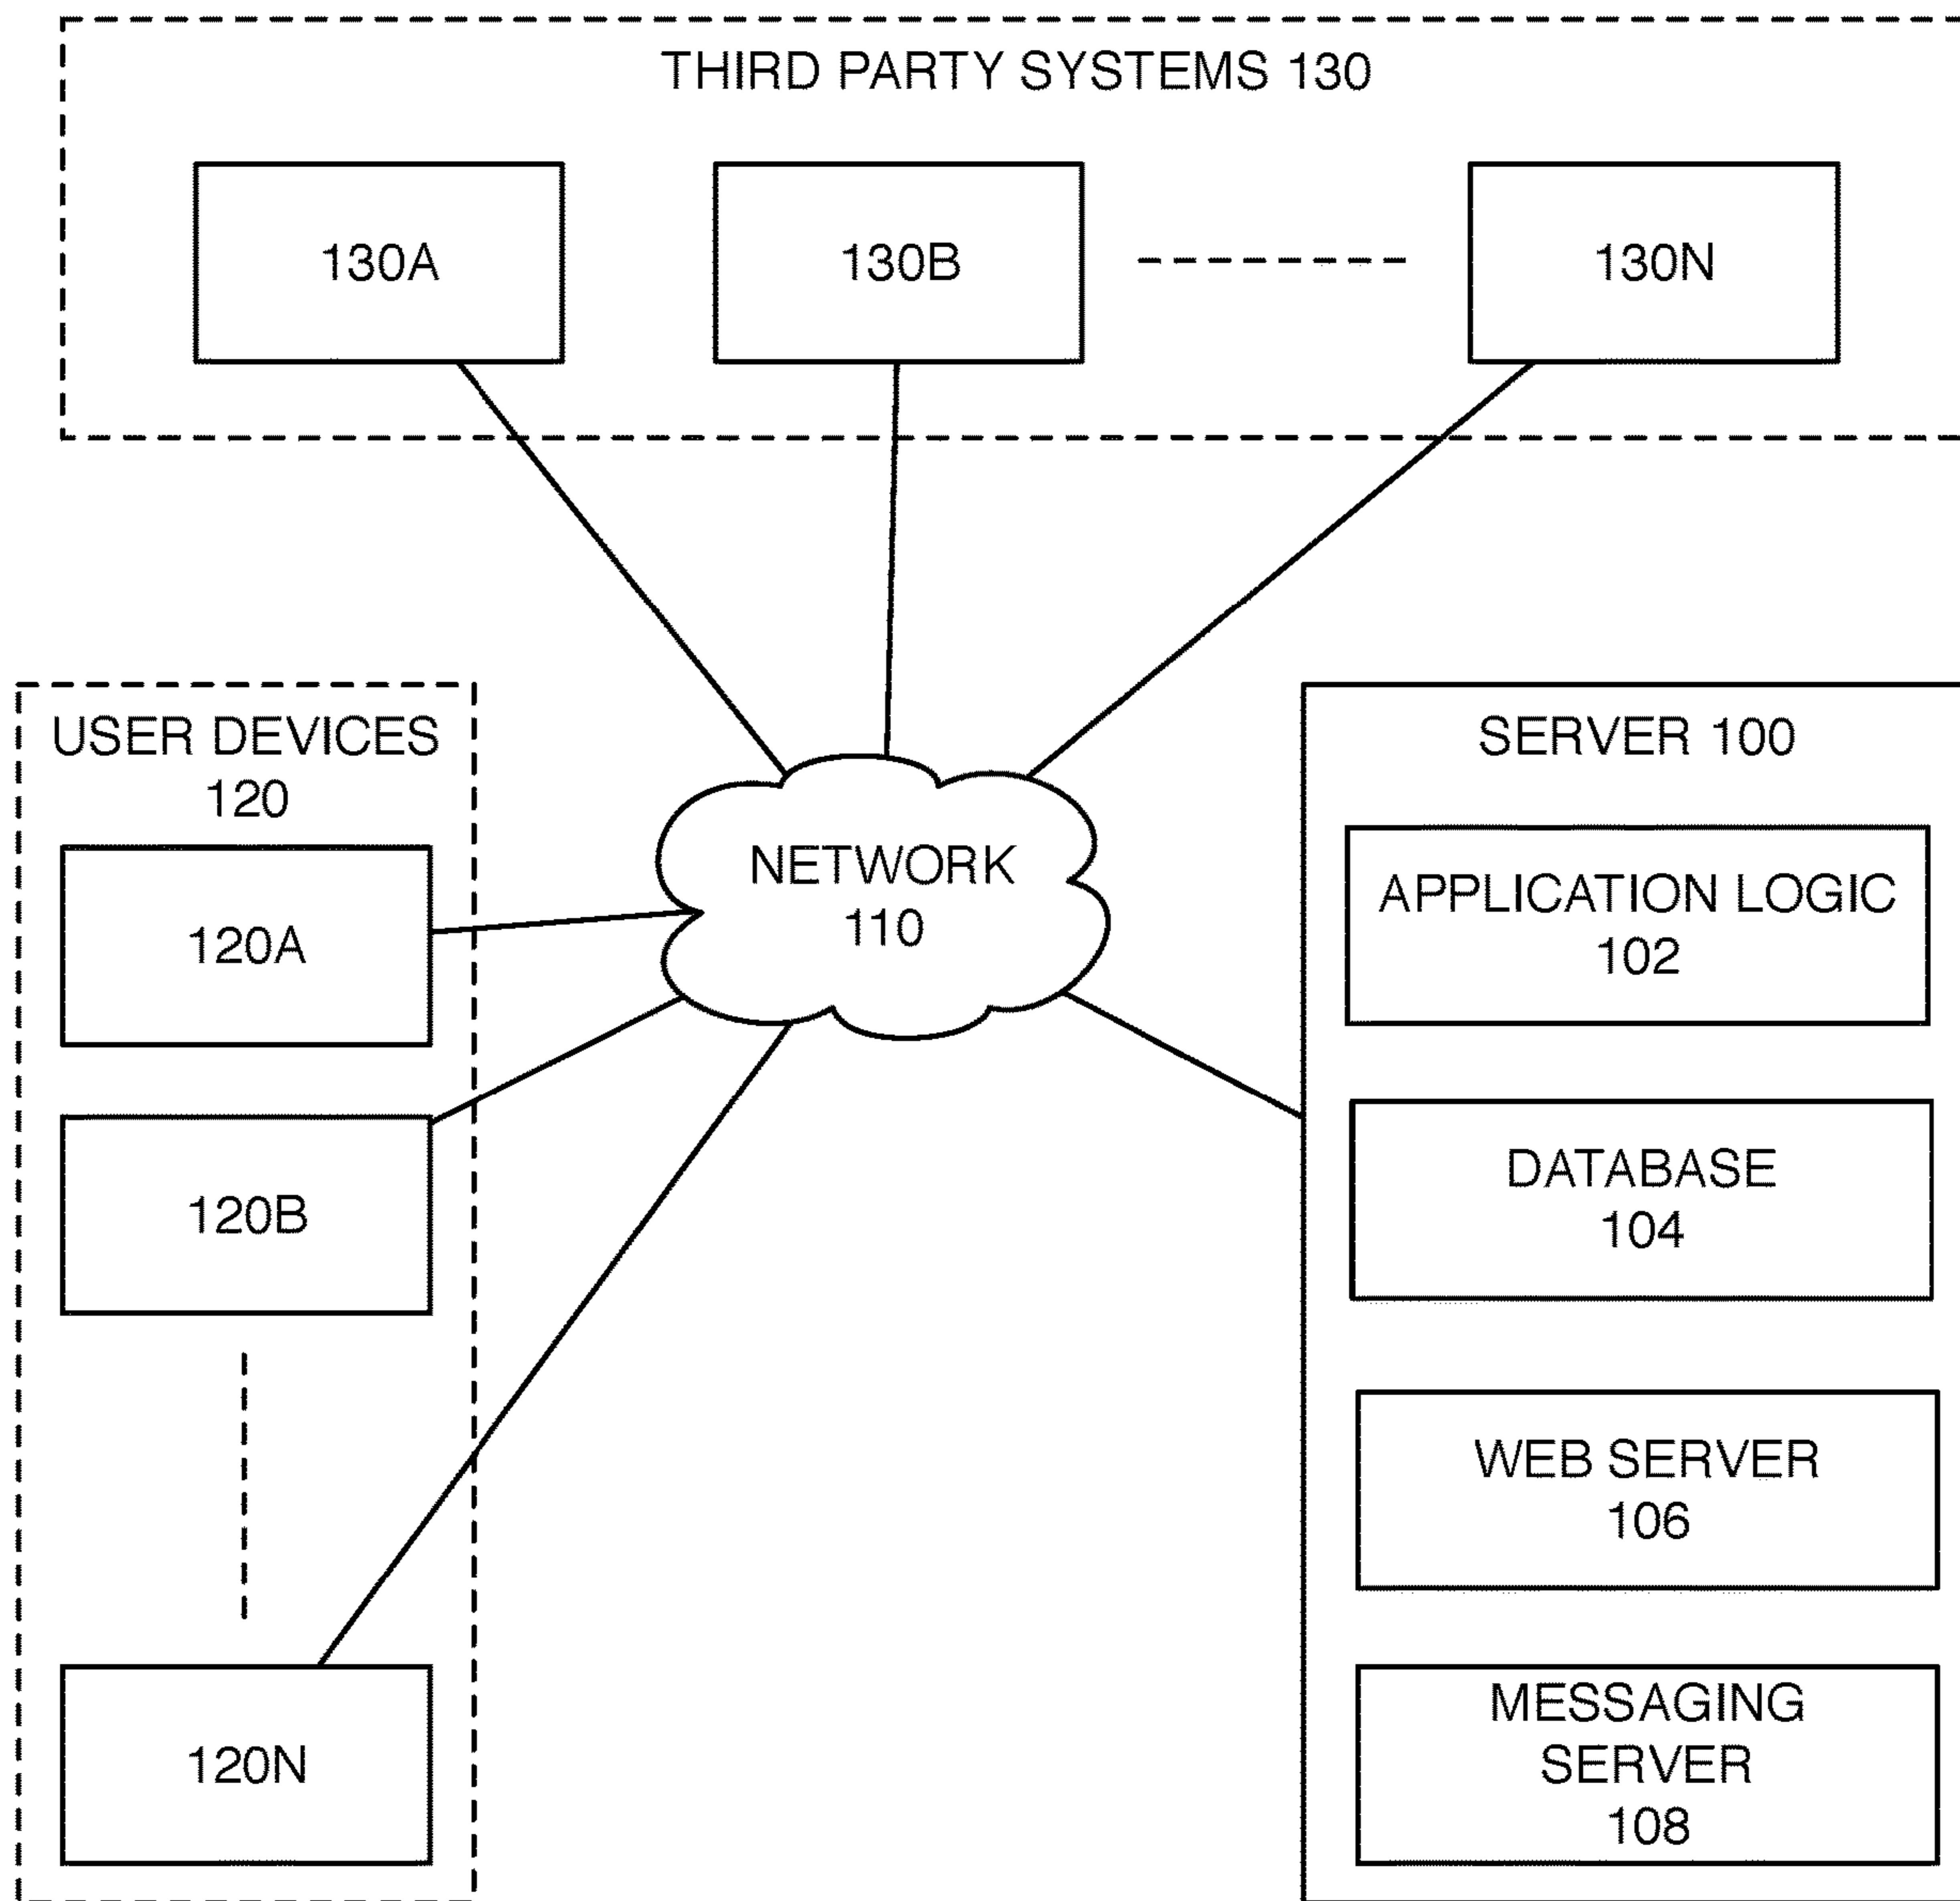 THIRD PARTY SYSTEMS 130
130A
130B
130N
USER DEVICES
120
120A
120B
120N
NETWORK
110
SERVER 100
APPLICATION LOGIC
102
DATABASE
104
WEB SERVER
106
MESSAGING
SERVER
108